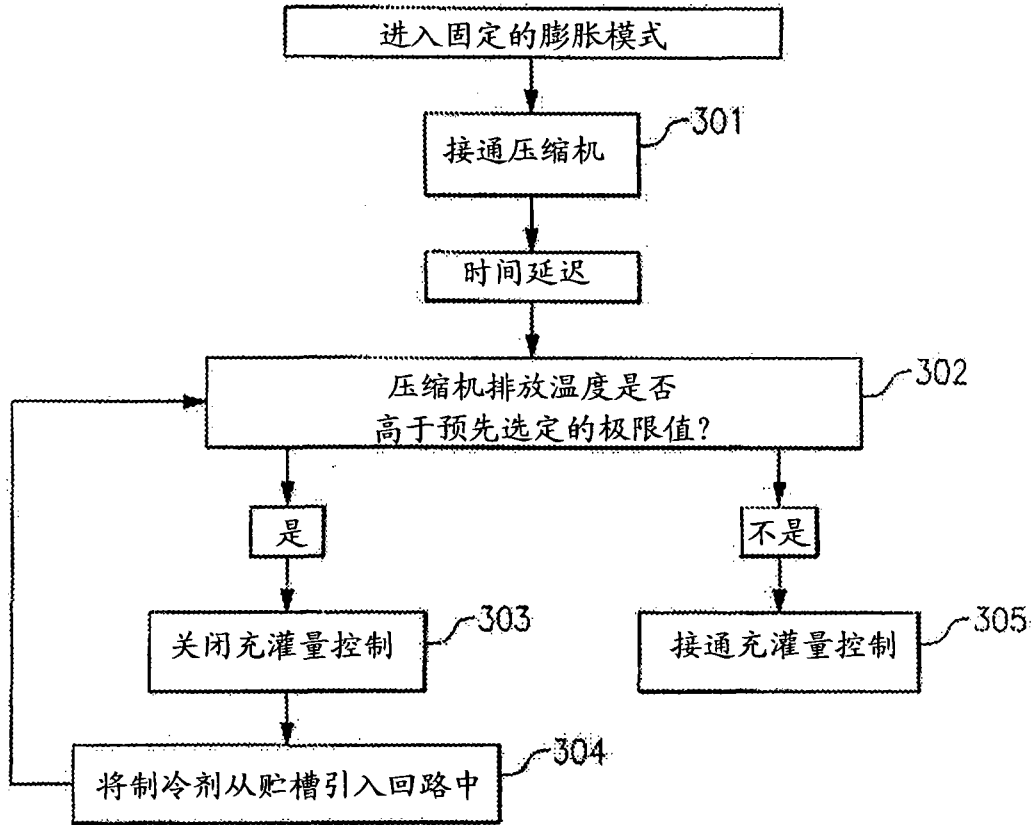 进入固定的膨胀模式
301
接通压缩机
时间延迟
302
压缩机排放温度是否
高于预先选定的极限值?
是
不是
303
关闭充灌量控制
305
接通充灌量控制
304
将制冷剂从贮槽引入回路中